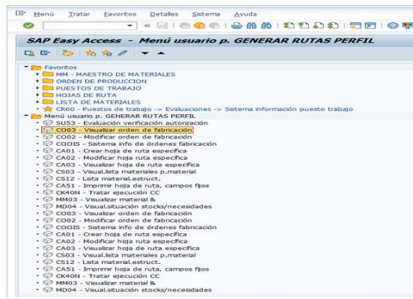 Menú Tratar Favoritos Detalles Sistema Ayuda
SAP Easy Access - Menú usuario p. GENERAR RUTAS PERFIL
Favoritos
MM - MAESTRO DE MATERIALES
ORDEN DE PRODUCCION
PUESTOS DE TRABAJO
HOJAS DE RUTA
LISTA DE MATERIALES
CR60 - Puestos de trabajo -> Evaluaciones -> Sistema información puesto trabajo
Menú usuario p. GENERAR RUTAS PERFIL
SU53 - Evaluación verificación autorización
CO03 - Visualizar orden de fabricación
CO02 - Modificar orden de fabricación
COOIS - Sistema info de órdenes fabricación
CA01 - Crear hoja de ruta específica
CA02 - Modificar hoja ruta específica
CA03 - Visualizar hoja de ruta específica
CS03 - Visual.lista materiales p.material
CS12 - Lista material.estruct.
CA51 - Imprimir hoja de ruta, campos fijos
CK40N - Tratar ejecución CC
MM03 - Visualizar material &
MD04 - Visual.situación stocks/necesidades
CO03 - Visualizar orden de fabricación
CO02 - Modificar orden de fabricación
COOIS - Sistema info de órdenes fabricación
CA01 - Crear hoja de ruta específica
CA02 - Modificar hoja ruta específica
CA03 - Visualizar hoja de ruta específica
CS03 - Visual.lista materiales p.material
CS12 - Lista material.estruct.
CA51 - Imprimir hoja de ruta, campos fijos
CK40N - Tratar ejecución CC
MM03 - Visualizar material &
MD04 - Visual.situación stocks/necesidades